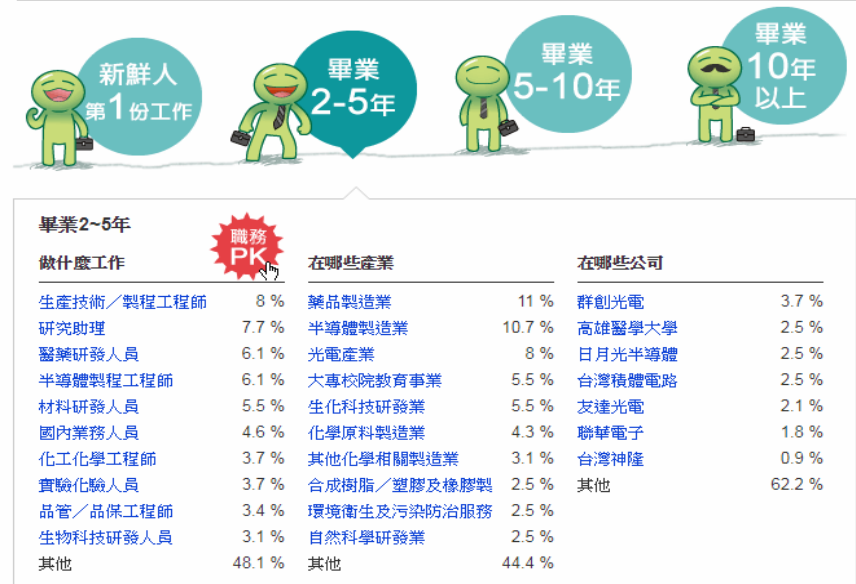 新鮮人
第1份工作
畢業
2-5年
畢業
5-10年
畢業
10年
以上
畢業2~5年
職務
PK
做什麼工作
在哪些產業
在哪些公司
生產技術／製程工程師 8 % 藥品製造業 11 % 群創光電 3.7 %
研究助理 7.7 % 半導體製造業 10.7 % 高雄醫學大學 2.5 %
醫藥研發人員 6.1 % 光電產業 8 % 日月光半導體 2.5 %
半導體製程工程師 6.1 % 大專校院教育事業 5.5 % 台灣積體電路 2.5 %
材料研發人員 5.5 % 生化科技研發業 5.5 % 友達光電 2.1 %
國內業務人員 4.6 % 化學原料製造業 4.3 % 聯華電子 1.8 %
化工化學工程師 3.7 % 其他化學相關製造業 3.1 % 台灣神隆 0.9 %
實驗化驗人員 3.7 % 合成樹脂／塑膠及橡膠製 2.5 % 其他 62.2 %
品管／品保工程師 3.4 % 環境衛生及污染防治服務 2.5 %
生物科技研發人員 3.1 % 自然科學研發業 2.5 %
其他 48.1 % 其他 44.4 %